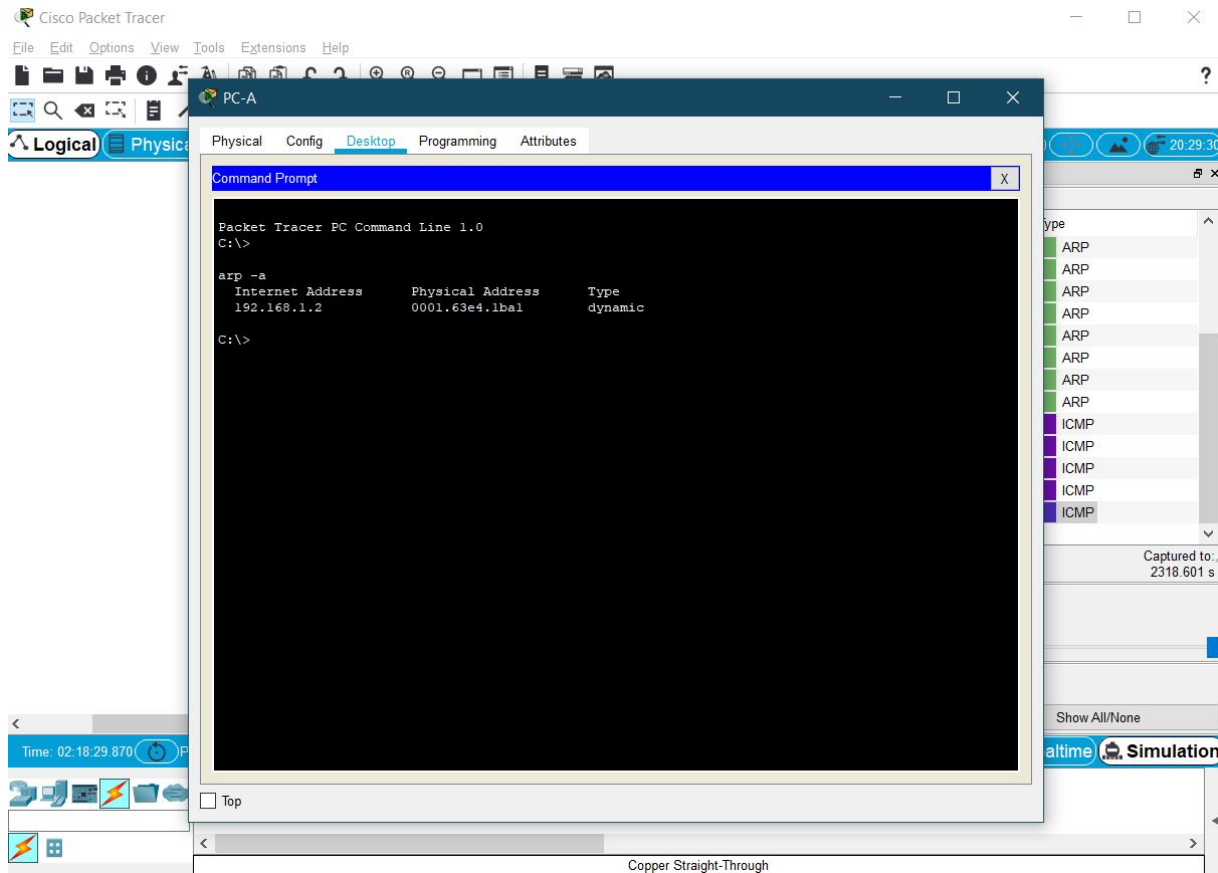 Cisco Packet Tracer
File Edit Options View Tools Extensions Help
?
PC-A
Logical
Physical Config Desktop Programming Attributes
20:29:30
Command Prompt
X
Packet Tracer PC Command Line 1.0
C:\>
arp -a
Internet Address Physical Address Type
192.168.1.2 0001.63e4.1ba1 dynamic
C:\>
ype
ARP
ARP
ARP
ARP
ARP
ARP
ARP
ARP
ICMP
ICMP
ICMP
ICMP
ICMP
Captured to:
2318.601 s
Show All/None
Time: 02:18:29.870
altime
Simulation
Top
Copper Straight-Through